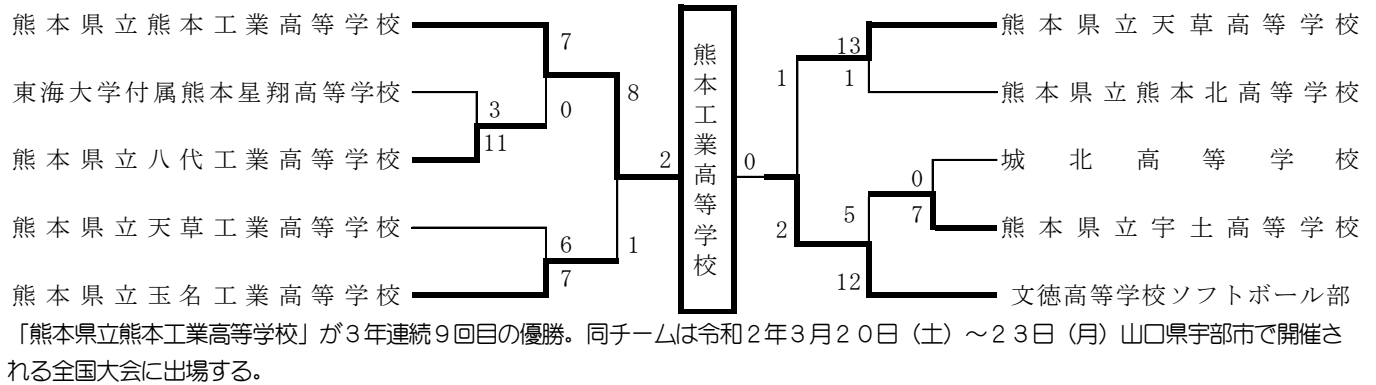 熊本県立熊本工業高等学校
7
東海大学付属熊本星翔高等学校
3
0
8
11
熊本県立八代工業高等学校
2
熊本県立天草工業高等学校
6
1
7
熊本県立玉名工業高等学校
熊本工業高等学校
0
熊本県立天草高等学校
13
1
1
熊本県立熊本北高等学校
城北高等学校
0
5
7
2
熊本県立宇土高等学校
12
文徳高等学校ソフトボール部
「熊本県立熊本工業高等学校」が3年連続9回目の優勝。同チームは令和2年3月20日（土）～23日（月）山口県宇部市で開催さ
れる全国大会に出場する。